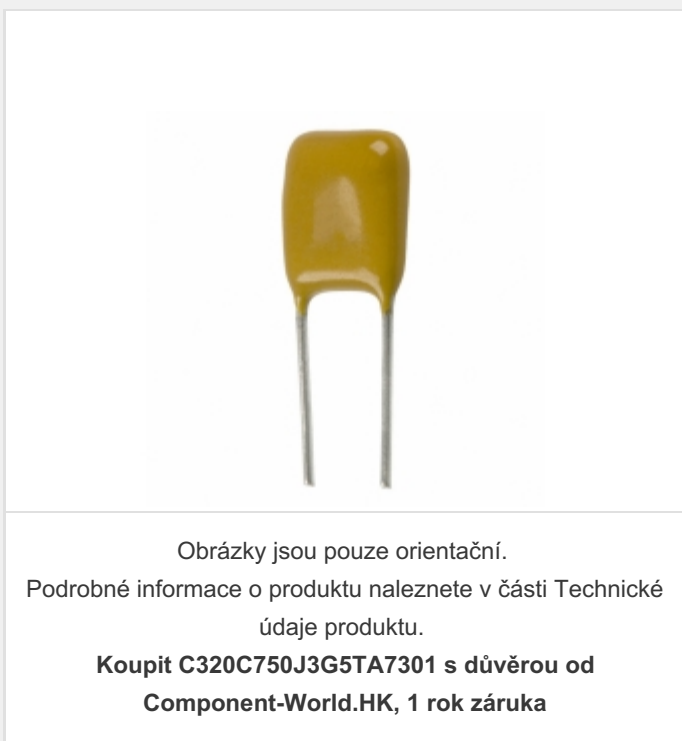 Obrázky jsou pouze orientační.
Podrobné informace o produktu naleznete v části Technické
údaje produktu.
Koupit C320C750J3G5TA7301 s důvěrou od
Component-World.HK, 1 rok záruka